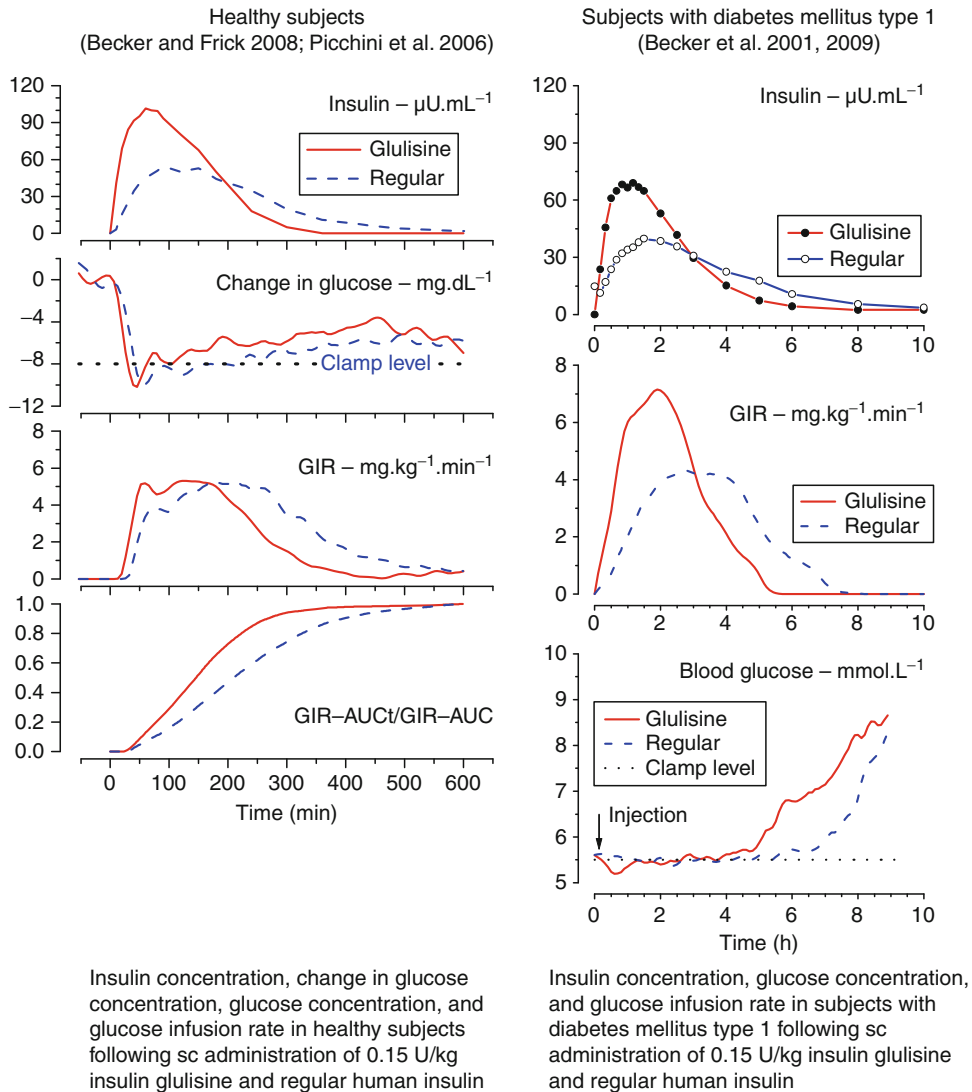 Healthy subjects
(Becker and Frick 2008; Picchini et al. 2006)
120
90
60
30
0
Insulin – μU.mL⁻¹
Glulisine
Regular
0
−4
−8
−12
Change in glucose – mg.dL⁻¹
Clamp level
8
6
4
2
0
GIR – mg.kg⁻¹.min⁻¹
1.0
0.8
0.6
0.4
0.2
0.0
GIR–AUCt/GIR–AUC
0 100 200 300 400 500 600
Time (min)
Insulin concentration, change in glucose
concentration, glucose concentration, and
glucose infusion rate in healthy subjects
following sc administration of 0.15 U/kg
insulin glulisine and regular human insulin
Subjects with diabetes mellitus type 1
(Becker et al. 2001, 2009)
120
90
60
30
0
Insulin – μU.mL⁻¹
Glulisine
Regular
0 2 4 6 8 10
8
6
4
2
0
GIR – mg.kg⁻¹.min⁻¹
Glulisine
Regular
0 2 4 6 8 10
10
9
8
7
6
5
Blood glucose – mmol.L⁻¹
Glulisine
Regular
Clamp level
Injection
0 2 4 6 8 10
Time (h)
Insulin concentration, glucose concentration,
and glucose infusion rate in subjects with
diabetes mellitus type 1 following sc
administration of 0.15 U/kg insulin glulisine
and regular human insulin